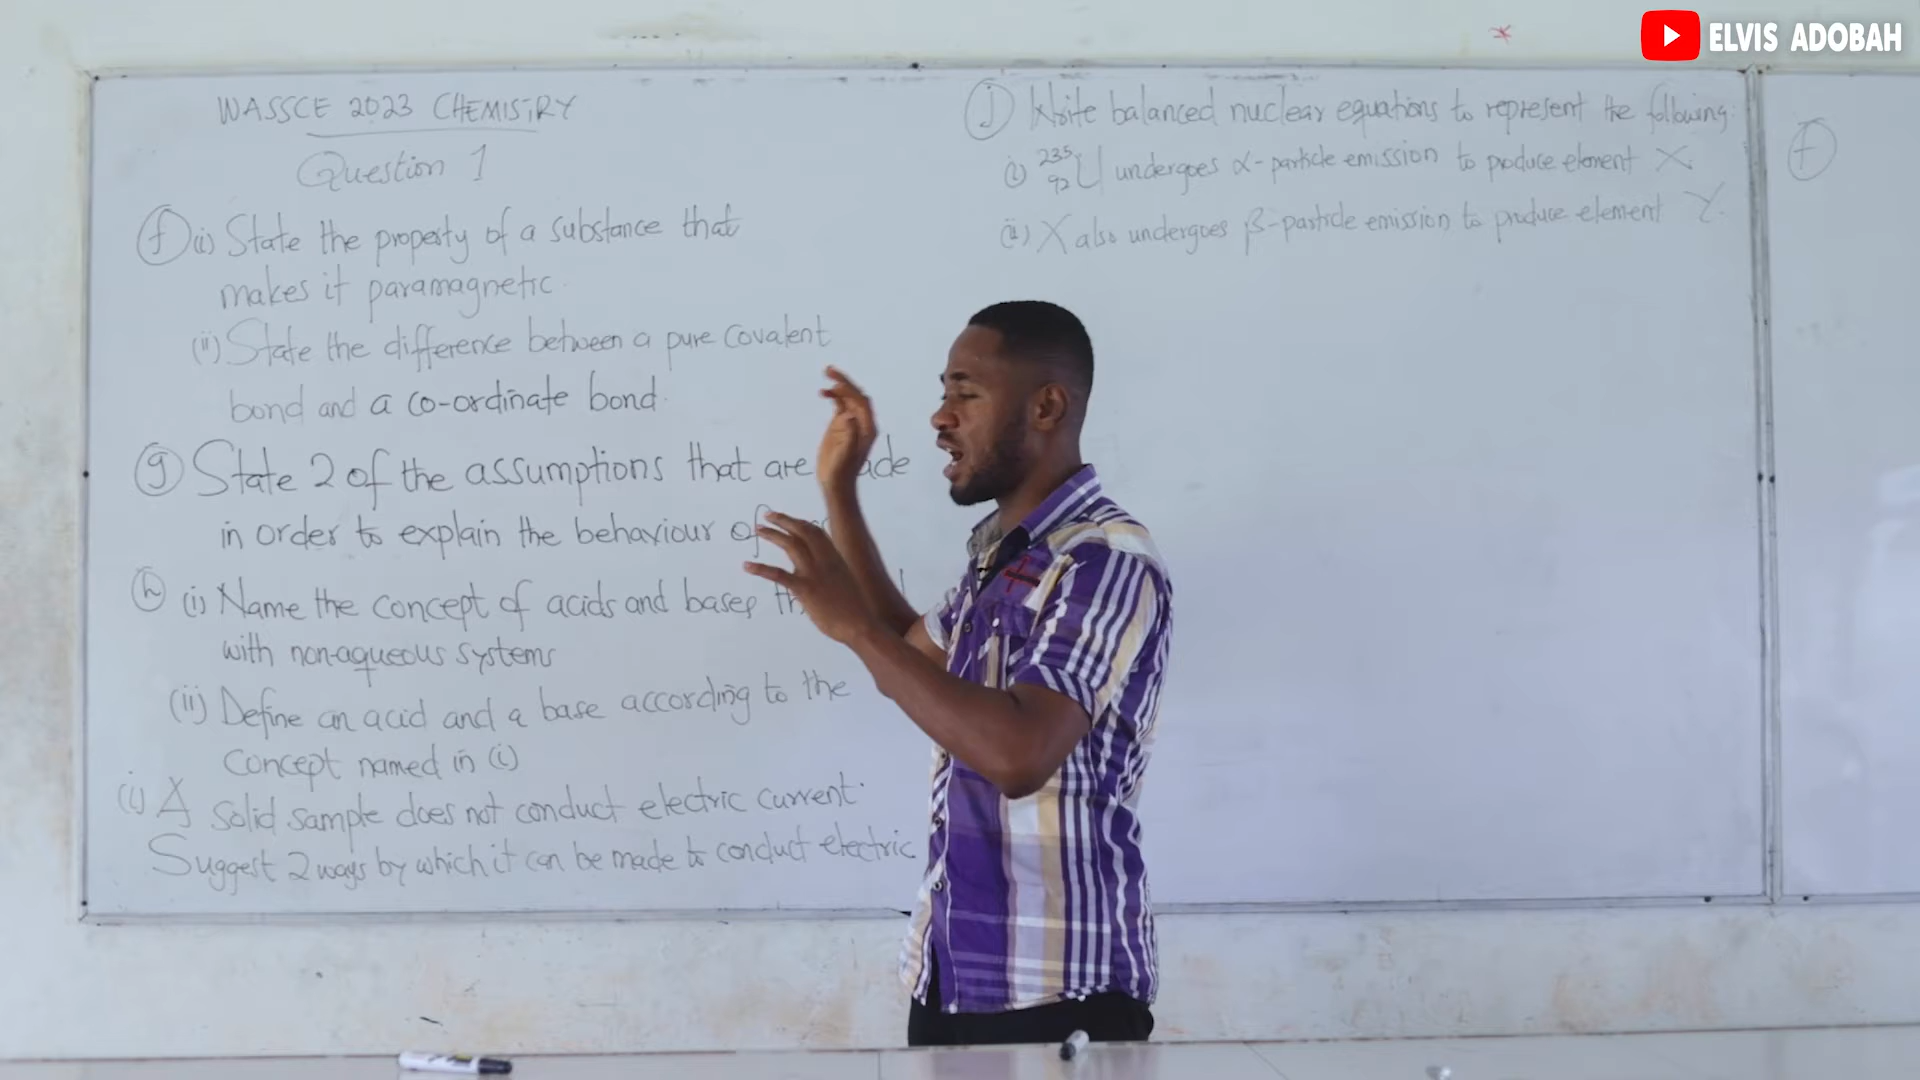 ELVIS ADOBAH
WASSCE 2023 CHEMISTRY
Question 1
f (i) State the property of a substance that
makes it paramagnetic.
(ii) State the difference between a pure covalent
bond and a co-ordinate bond.
g State 2 of the assumptions that are
in order to explain the behaviour of
h (i) Name the concept of acids and bases
with non-aqueous systems
(ii) Define an acid and a base according to the
concept named in (i)
(i) A solid sample does not conduct electric current.
Suggest 2 ways by which it can be made to conduct electric
j Write balanced nuclear equations to represent the following:
(i) ²³⁵₉₂U undergoes α-particle emission to produce element X.
(ii) X also undergoes β-particle emission to produce element Y.
f